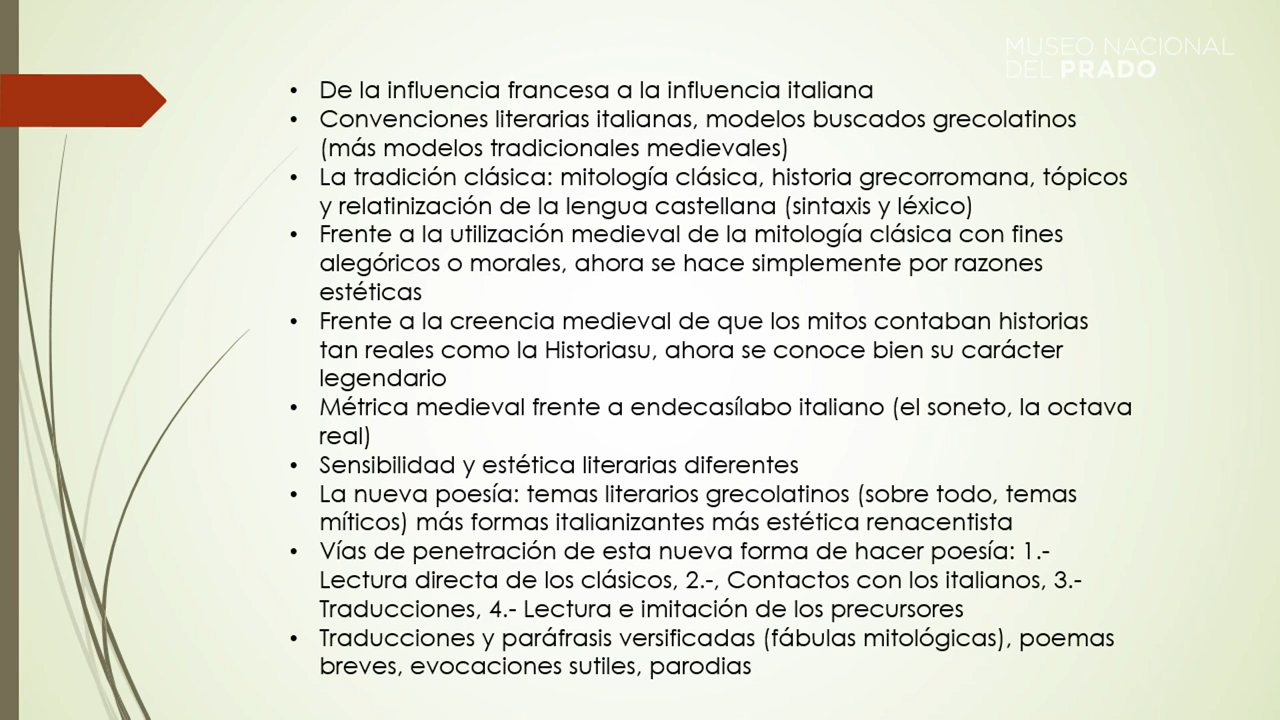 MUSEO NACIONAL
DEL PRADO
• De la influencia francesa a la influencia italiana
• Convenciones literarias italianas, modelos buscados grecolatinos
(más modelos tradicionales medievales)
• La tradición clásica: mitología clásica, historia grecorromana, tópicos
y relatinización de la lengua castellana (sintaxis y léxico)
• Frente a la utilización medieval de la mitología clásica con fines
alegóricos o morales, ahora se hace simplemente por razones
estéticas
• Frente a la creencia medieval de que los mitos contaban historias
tan reales como la Historiasu, ahora se conoce bien su carácter
legendario
• Métrica medieval frente a endecasílabo italiano (el soneto, la octava
real)
• Sensibilidad y estética literarias diferentes
• La nueva poesía: temas literarios grecolatinos (sobre todo, temas
míticos) más formas italianizantes más estética renacentista
• Vías de penetración de esta nueva forma de hacer poesía: 1.-
Lectura directa de los clásicos, 2.-, Contactos con los italianos, 3.-
Traducciones, 4.- Lectura e imitación de los precursores
• Traducciones y paráfrasis versificadas (fábulas mitológicas), poemas
breves, evocaciones sutiles, parodias